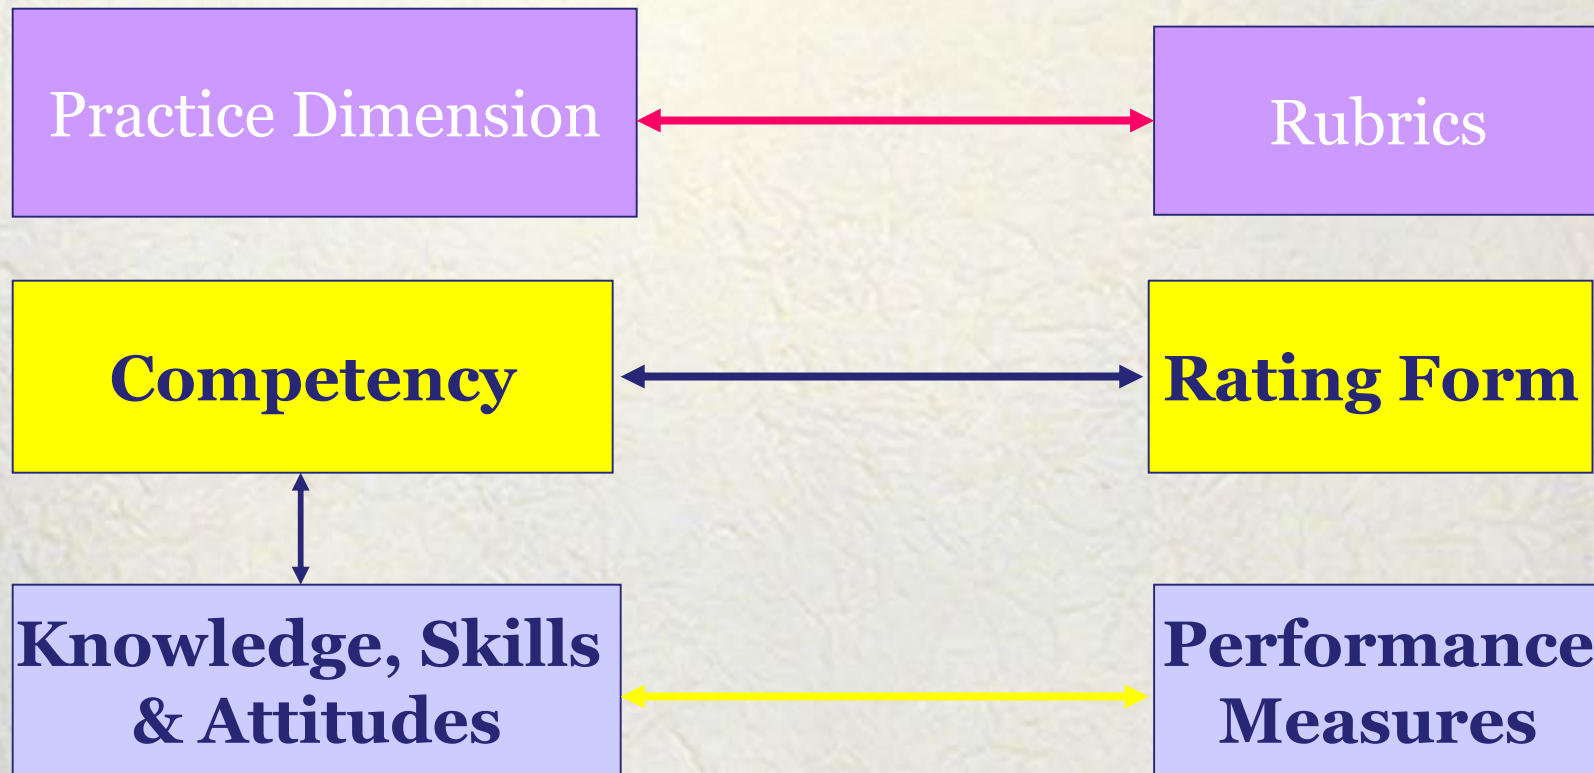 Practice Dimension
Rubrics
Competency
Rating Form
Knowledge, Skills
& Attitudes
Performance
Measures